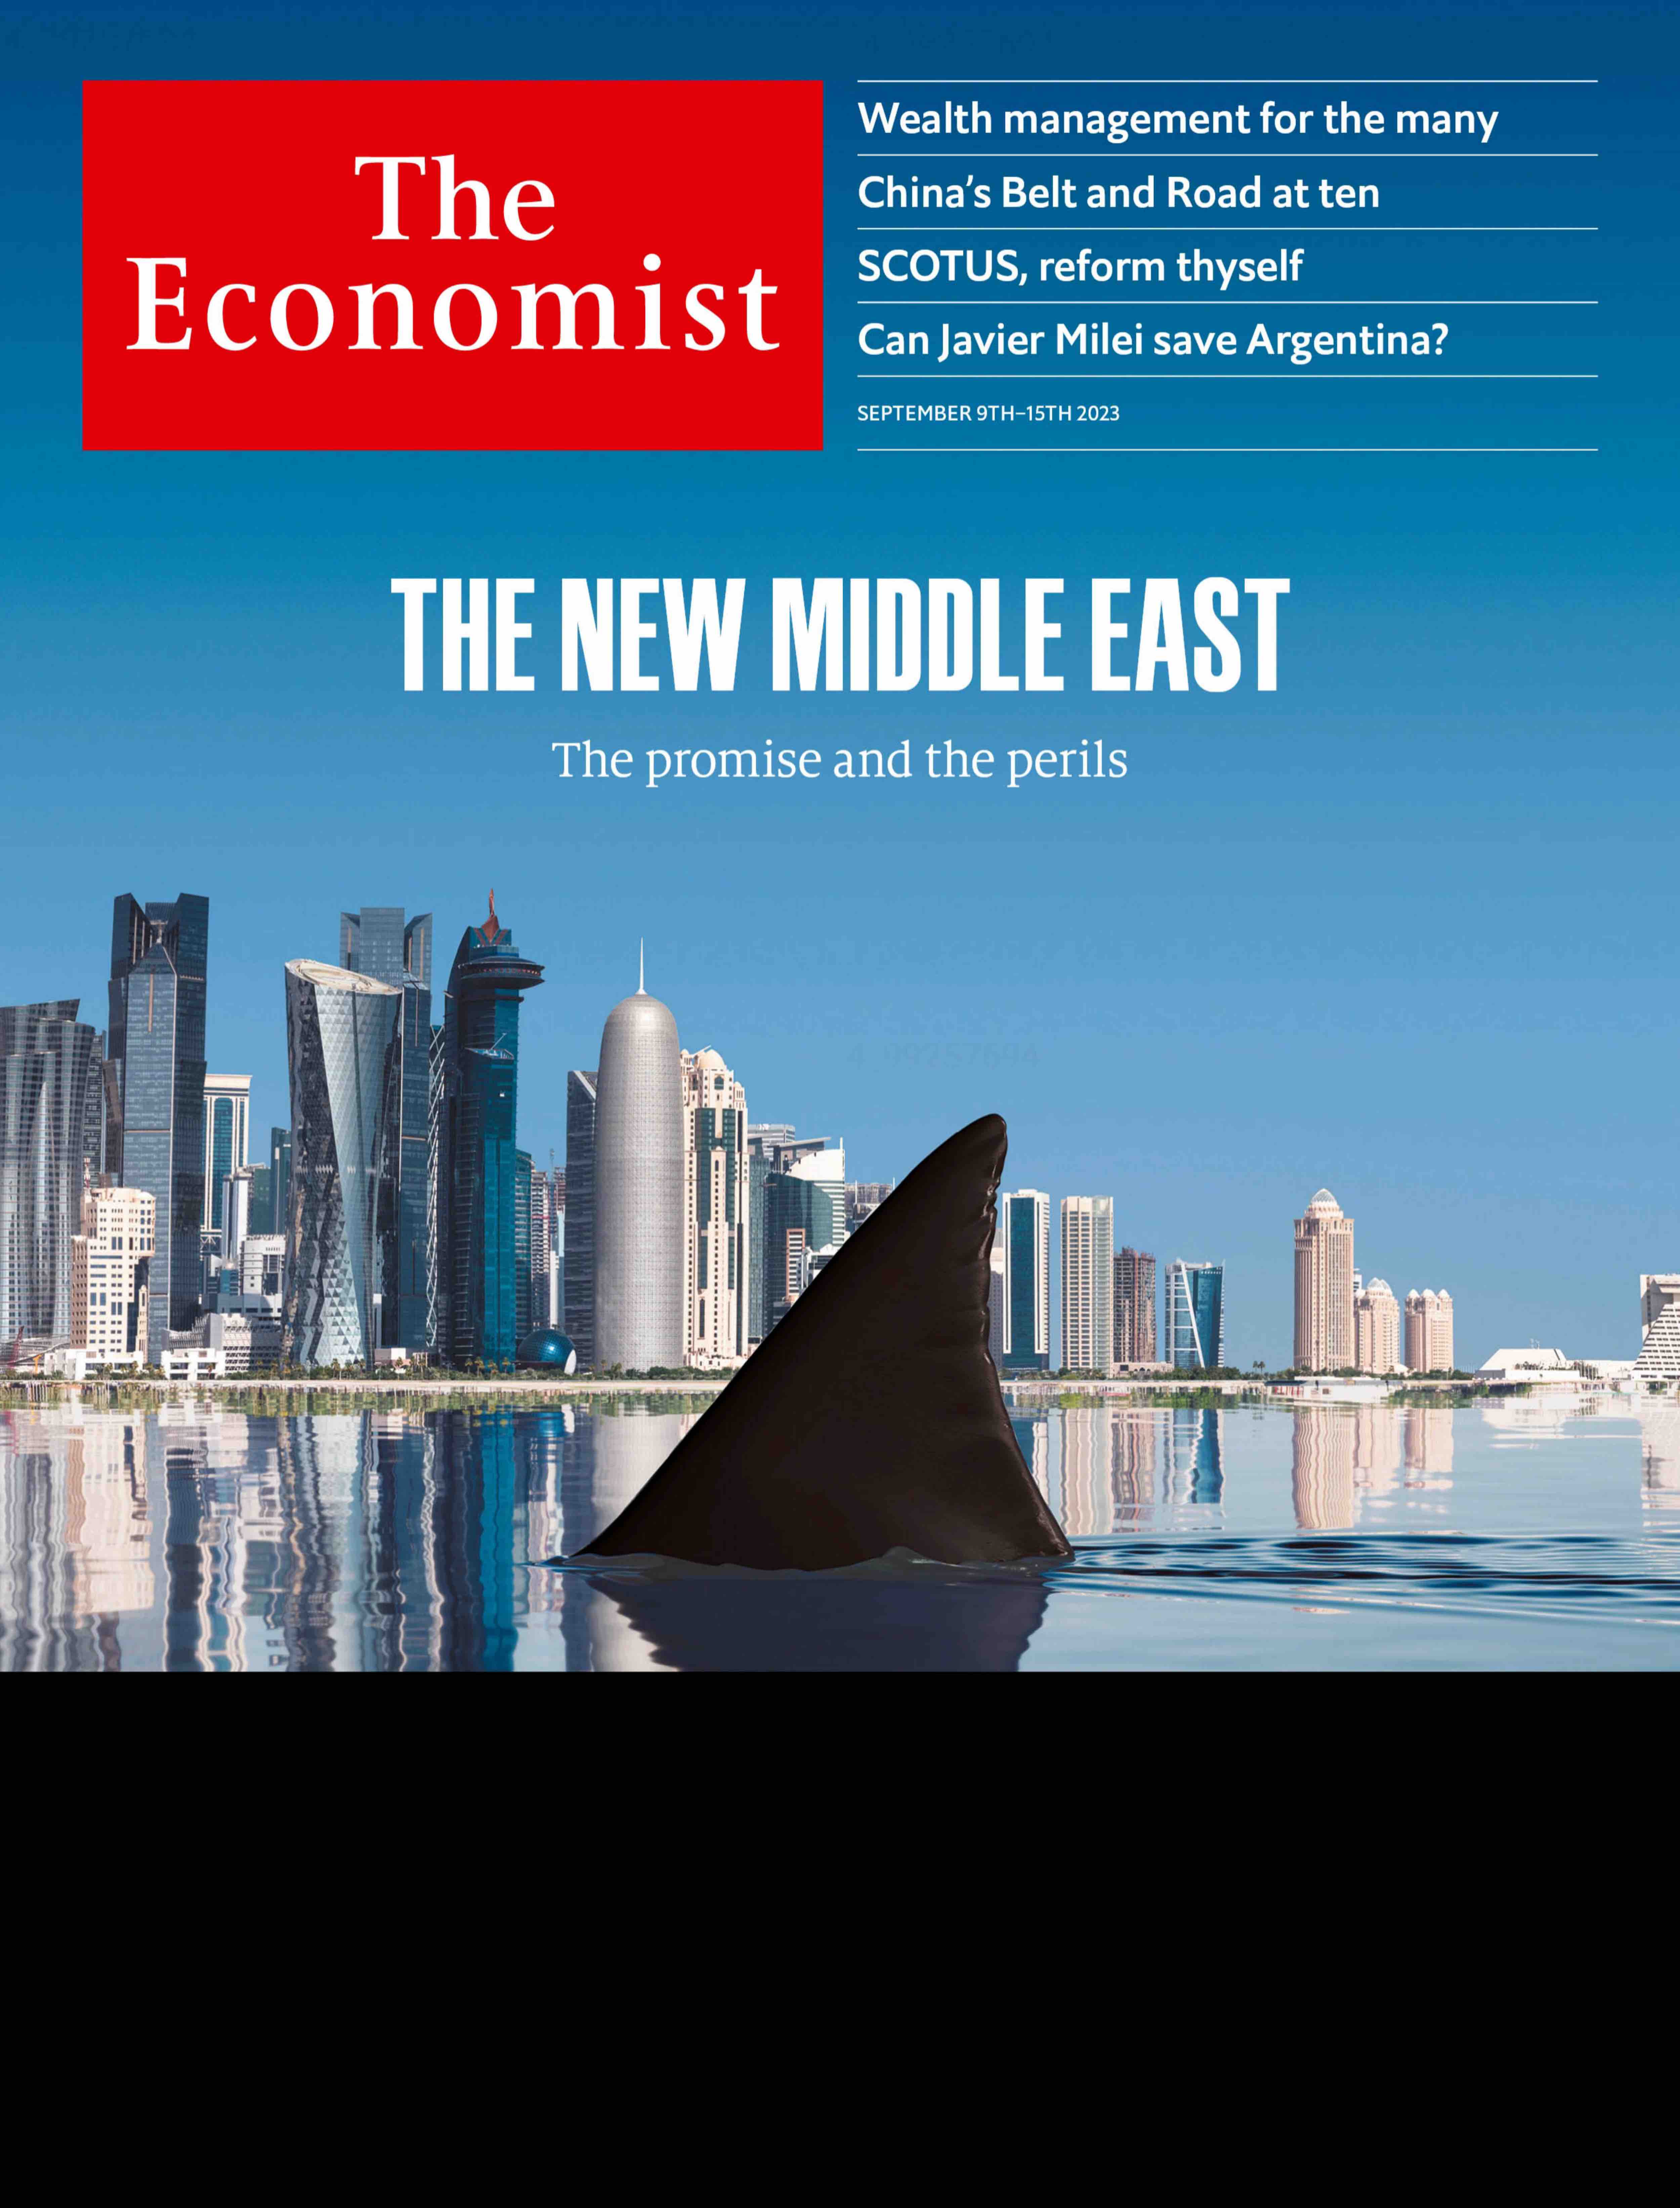 The
Economist
Wealth management for the many
China’s Belt and Road at ten
SCOTUS, reform thyself
Can Javier Milei save Argentina?
SEPTEMBER 9TH–15TH 2023
THE NEW MIDDLE EAST
The promise and the perils